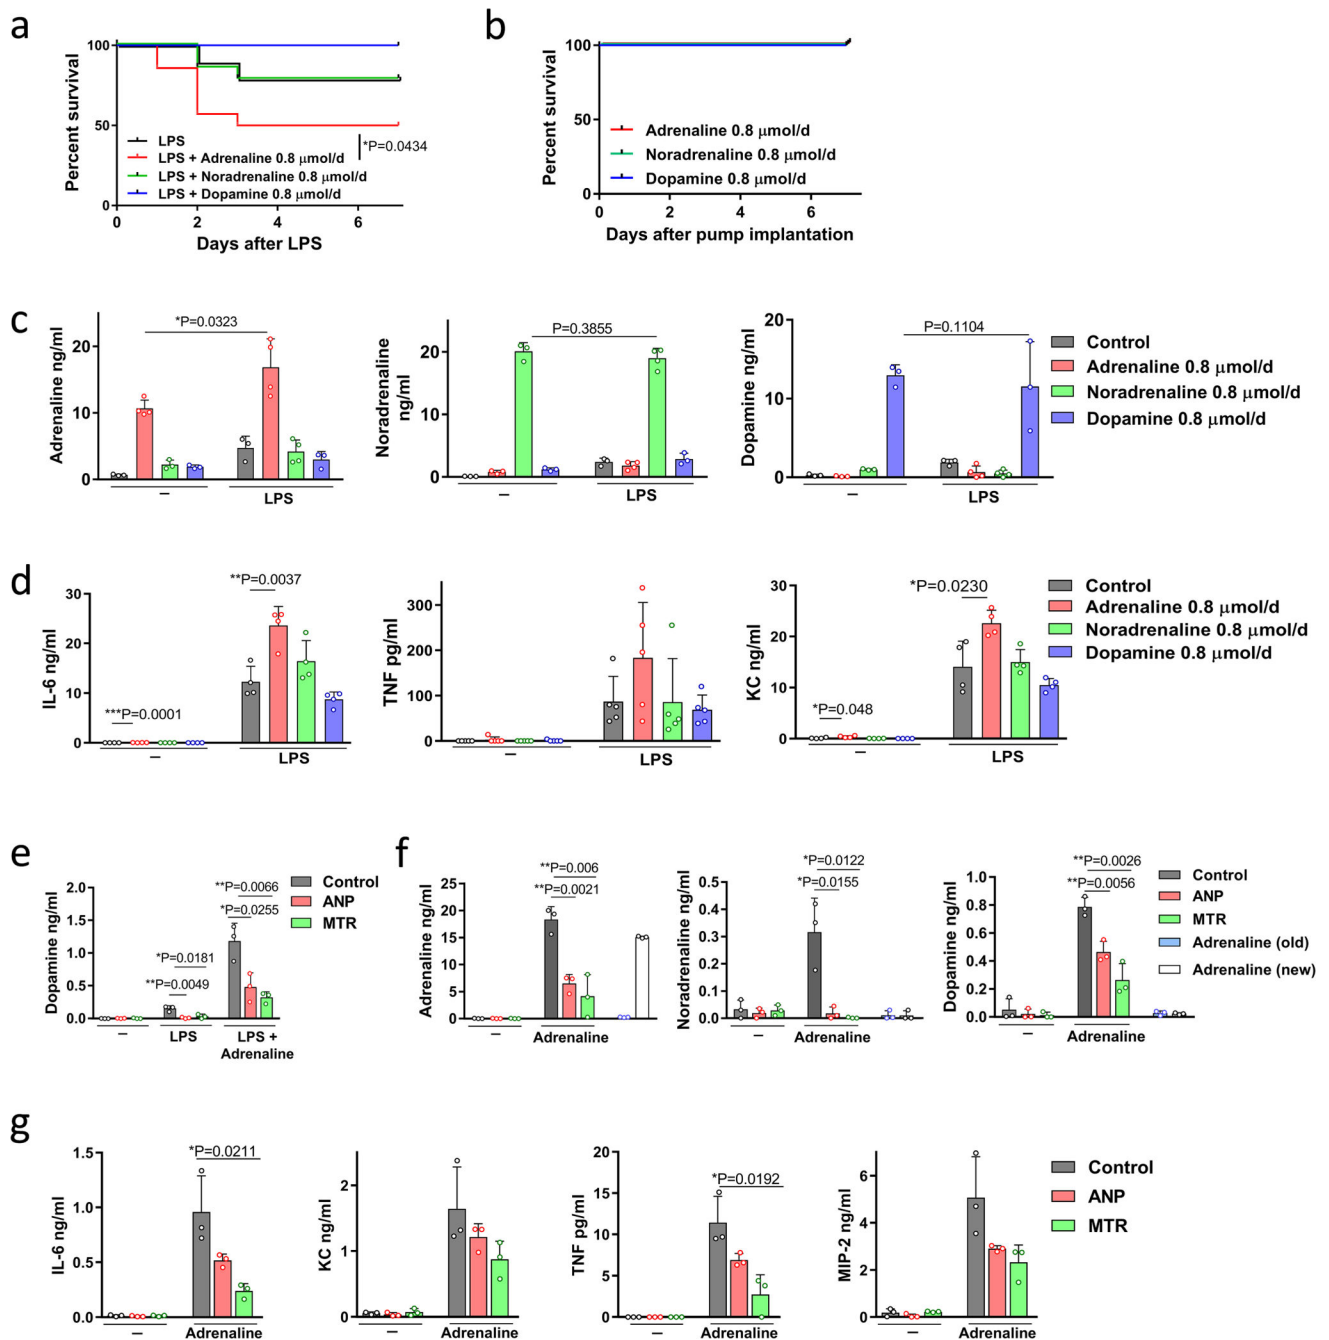 a
100
50
0
Percent survival
LPS
LPS + Adrenaline 0.8 μmol/d
LPS + Noradrenaline 0.8 μmol/d
LPS + Dopamine 0.8 μmol/d
*P=0.0434
0 2 4 6
Days after LPS
b
100
50
0
Percent survival
Adrenaline 0.8 μmol/d
Noradrenaline 0.8 μmol/d
Dopamine 0.8 μmol/d
0 2 4 6
Days after pump implantation
c
Adrenaline ng/ml
20
10
0
*P=0.0323
– LPS
Noradrenaline
ng/ml
20
10
0
P=0.3855
– LPS
Dopamine ng/ml
20
10
0
P=0.1104
– LPS
Control
Adrenaline 0.8 μmol/d
Noradrenaline 0.8 μmol/d
Dopamine 0.8 μmol/d
d
IL-6 ng/ml
30
20
10
0
**P=0.0037
***P=0.0001
– LPS
TNF pg/ml
300
200
100
0
– LPS
KC ng/ml
30
20
10
0
*P=0.0230
*P=0.048
– LPS
Control
Adrenaline 0.8 μmol/d
Noradrenaline 0.8 μmol/d
Dopamine 0.8 μmol/d
e
Dopamine ng/ml
2.0
1.5
1.0
0.5
0.0
**P=0.0066
*P=0.0255
*P=0.0181
**P=0.0049
– LPS LPS +
Adrenaline
Control
ANP
MTR
f
Adrenaline ng/ml
25
20
15
10
5
0
**P=0.006
**P=0.0021
– Adrenaline
Noradrenaline ng/ml
0.5
0.4
0.3
0.2
0.1
0.0
*P=0.0122
*P=0.0155
– Adrenaline
Dopamine ng/ml
1.0
0.8
0.6
0.4
0.2
0.0
**P=0.0026
**P=0.0056
– Adrenaline
Control
ANP
MTR
Adrenaline (old)
Adrenaline (new)
g
IL-6 ng/ml
1.5
1.0
0.5
0.0
*P=0.0211
– Adrenaline
KC ng/ml
2
1
0
– Adrenaline
TNF pg/ml
20
15
10
5
0
*P=0.0192
– Adrenaline
MIP-2 ng/ml
6
4
2
0
– Adrenaline
Control
ANP
MTR